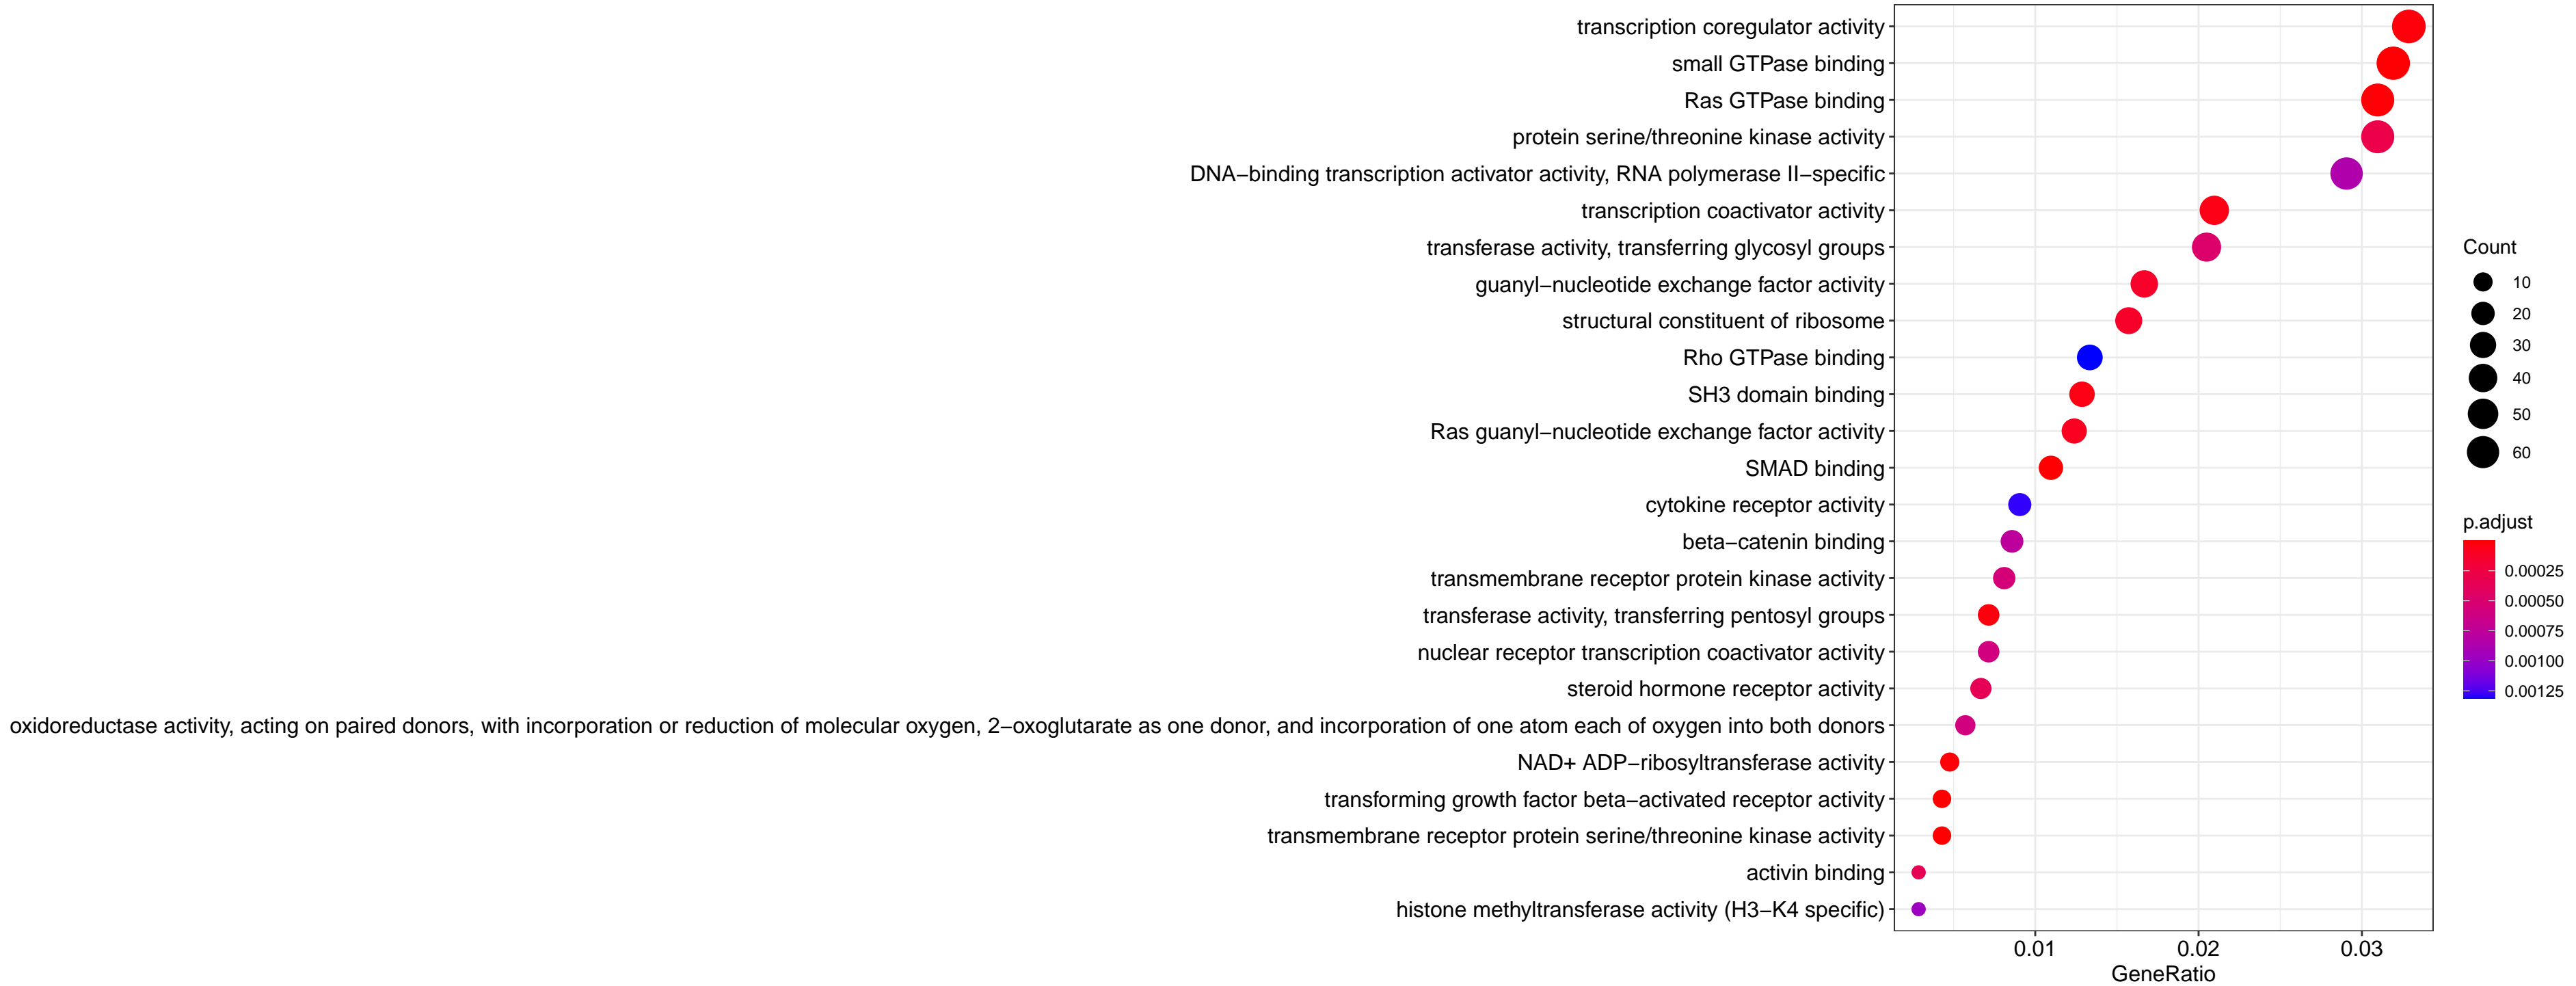 transcription coregulator activity
small GTPase binding
Ras GTPase binding
protein serine/threonine kinase activity
DNA−binding transcription activator activity, RNA polymerase II−specific
transcription coactivator activity
transferase activity, transferring glycosyl groups
guanyl−nucleotide exchange factor activity
structural constituent of ribosome
Rho GTPase binding
SH3 domain binding
Ras guanyl−nucleotide exchange factor activity
SMAD binding
cytokine receptor activity
beta−catenin binding
transmembrane receptor protein kinase activity
transferase activity, transferring pentosyl groups
nuclear receptor transcription coactivator activity
steroid hormone receptor activity
oxidoreductase activity, acting on paired donors, with incorporation or reduction of molecular oxygen, 2−oxoglutarate as one donor, and incorporation of one atom each of oxygen into both donors
NAD+ ADP−ribosyltransferase activity
transforming growth factor beta−activated receptor activity
transmembrane receptor protein serine/threonine kinase activity
activin binding
histone methyltransferase activity (H3−K4 specific)
0.01 0.02 0.03
GeneRatio
Count
10
20
30
40
50
60
p.adjust
0.00025
0.00050
0.00075
0.00100
0.00125